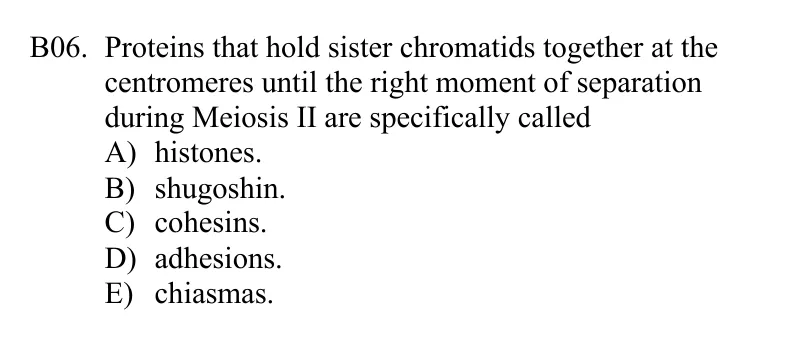 B06. Proteins that hold sister chromatids together at the
centromeres until the right moment of separation
during Meiosis II are specifically called
A) histones.
B) shugoshin.
C) cohesins.
D) adhesions.
E) chiasmas.